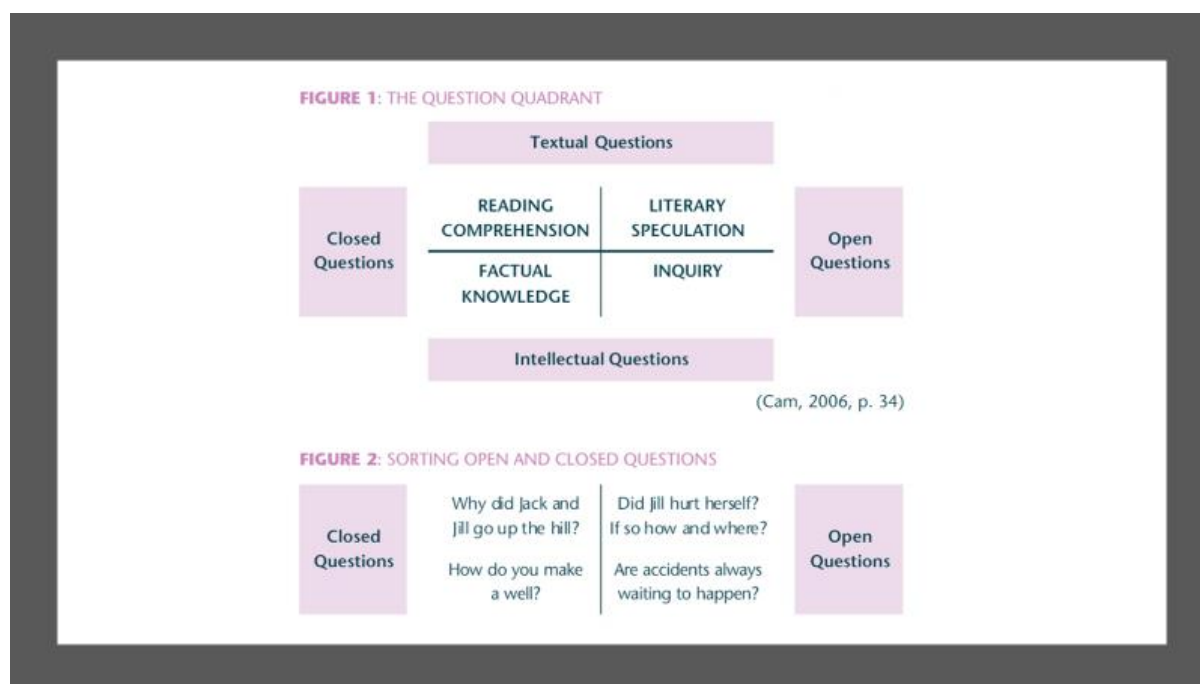 FIGURE 1: THE QUESTION QUADRANT
Textual Questions
Closed
Questions
READING
COMPREHENSION
LITERARY
SPECULATION
FACTUAL
KNOWLEDGE
INQUIRY
Open
Questions
Intellectual Questions
(Cam, 2006, p. 34)
FIGURE 2: SORTING OPEN AND CLOSED QUESTIONS
Closed
Questions
Why did Jack and
Jill go up the hill?
How do you make
a well?
Did Jill hurt herself?
If so how and where?
Are accidents always
waiting to happen?
Open
Questions